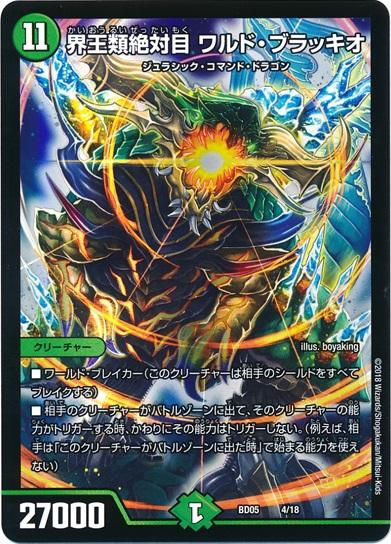 11
かいおうるいぜったいもく
界王類絶対目 ワルド・ブラッキオ
ジュラシック・コマンド・ドラゴン
クリーチャー
illus. boyaking
■ワールド・ブレイカー(このクリーチャーは相手のシールドをすべて
ブレイクする)
■相手のクリーチャーがバトルゾーンに出て、そのクリーチャーの能
力がトリガーする時、かわりにその能力はトリガーしない。(例えば、相
手は「このクリーチャーがバトルゾーンに出た時」で始まる能力を使え
ない)
©2018 Wizards/Shogakukan/Mitsui-Kids
27000
1
BD05 4/18